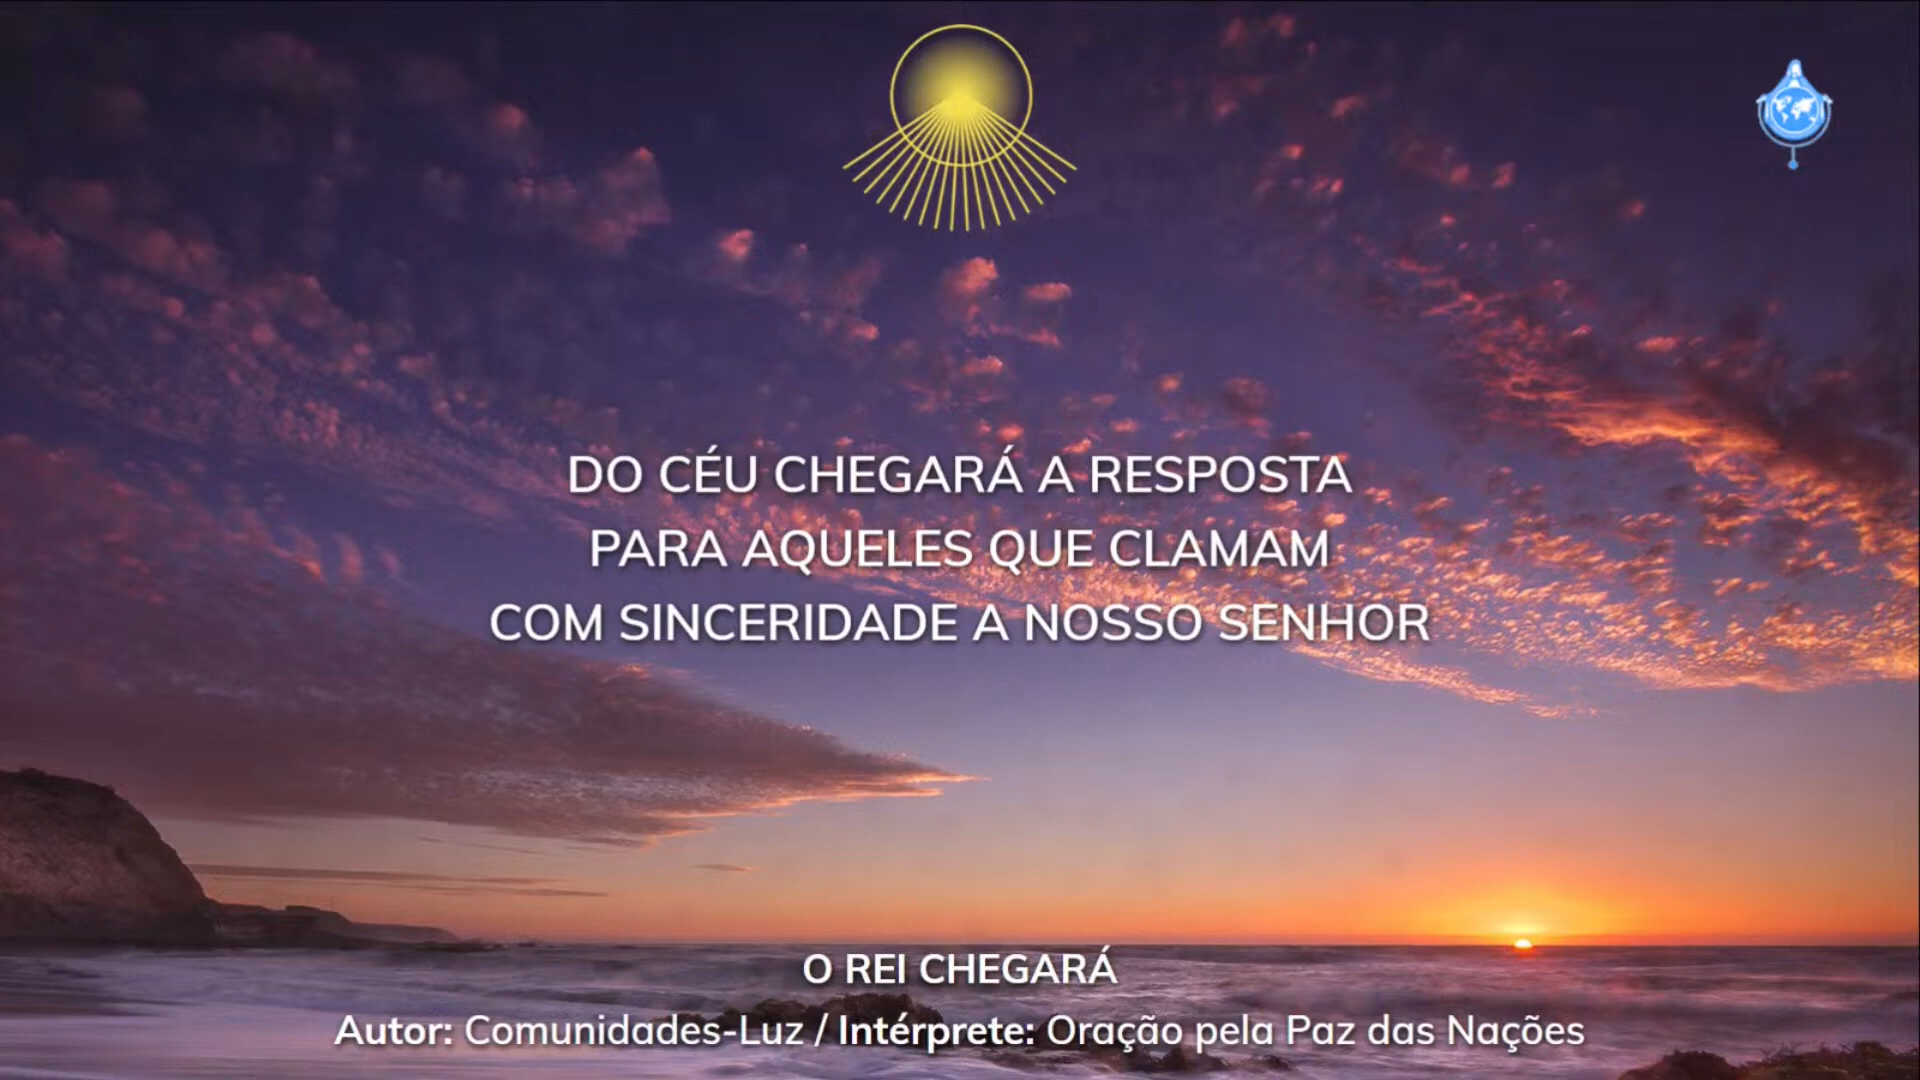 DO CÉU CHEGARÁ A RESPOSTA
PARA AQUELES QUE CLAMAM
COM SINCERIDADE A NOSSO SENHOR
O REI CHEGARÁ
Autor: Comunidades-Luz / Intérprete: Oração pela Paz das Nações